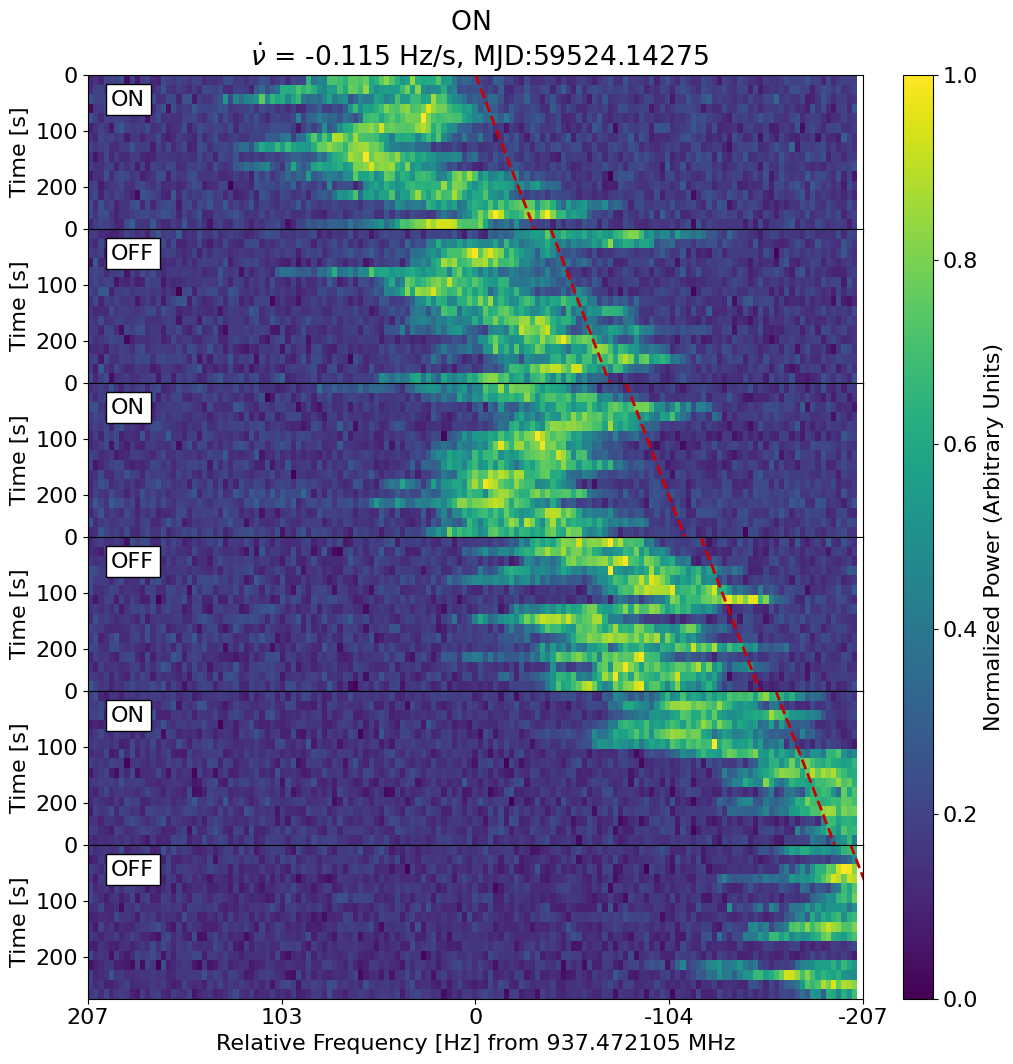 ON
ν̇ = -0.115 Hz/s, MJD:59524.14275
0
ON
100
200
Time [s]
0
OFF
100
200
Time [s]
0
ON
100
200
Time [s]
0
OFF
100
200
Time [s]
0
ON
100
200
Time [s]
0
OFF
100
200
Time [s]
207 103 0 -104 -207
Relative Frequency [Hz] from 937.472105 MHz
1.0
0.8
0.6
0.4
0.2
0.0
Normalized Power (Arbitrary Units)